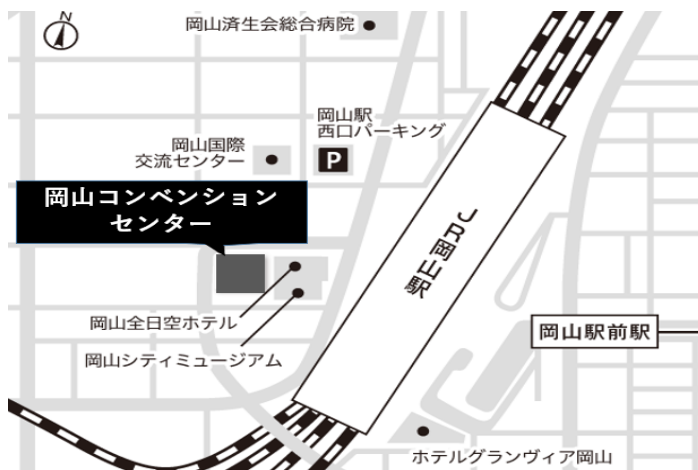 N
岡山済生会総合病院
岡山駅
西口パーキング
P
岡山国際
交流センター
岡山コンベンション
センター
JR岡山駅
岡山全日空ホテル
岡山シティミュージアム
岡山駅前駅
ホテルグランヴィア岡山